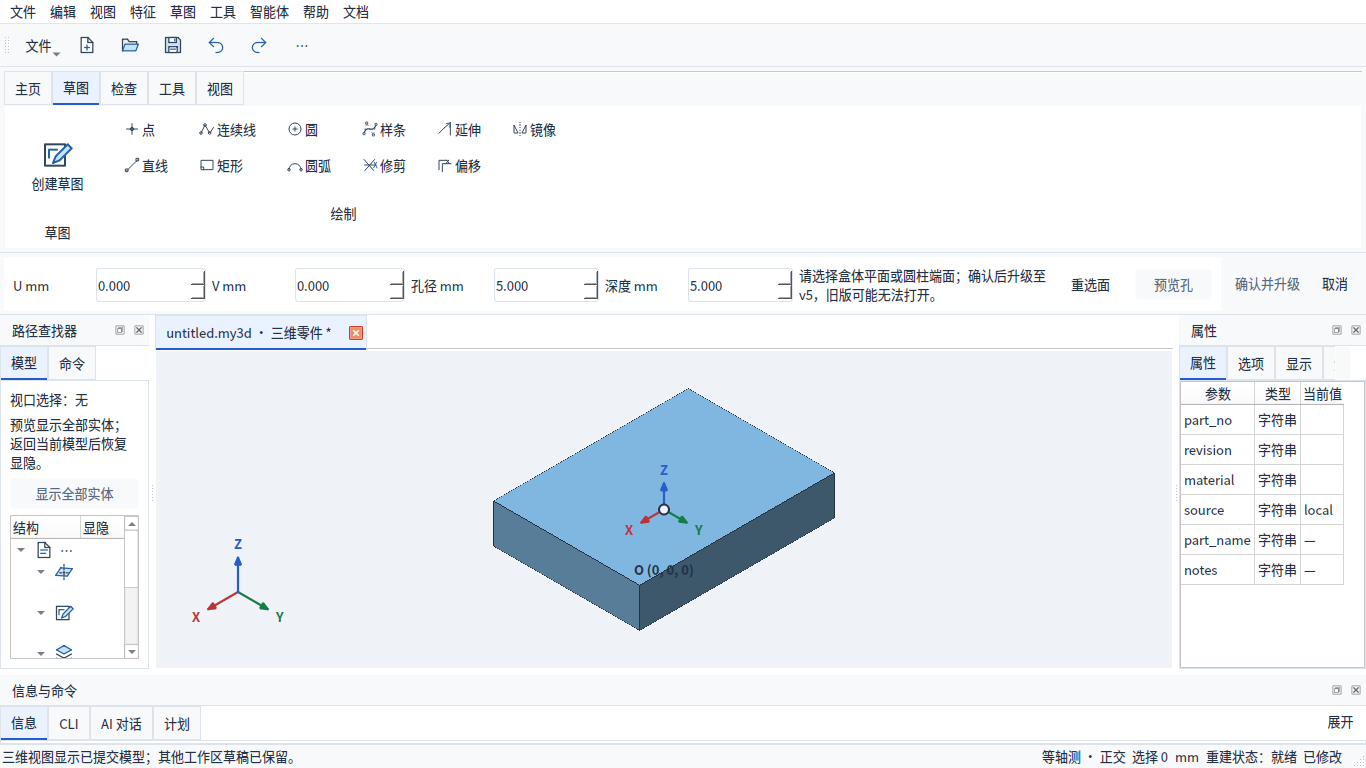 文件 编辑 视图 特征 草图 工具 智能体 帮助 文档
文件 ...
主页 草图 检查 工具 视图
点 连续线 圆 样条 延伸 镜像
直线 矩形 圆弧 修剪 偏移
创建草图
绘制
草图
U mm 0.000 V mm 0.000 孔径 mm 5.000 深度 mm 5.000
请选择盒体平面或圆柱端面；确认后升级至
v5，旧版可能无法打开。
重选面 预览孔 确认并升级 取消
路径查找器
模型 命令
视口选择：无
预览显示全部实体；
返回当前模型后恢复
显隐。
显示全部实体
结构 显隐
...
untitled.my3d · 三维零件 *
Z
X Y
O (0, 0, 0)
Z
X Y
属性
属性 选项 显示
参数 类型 当前值
part_no 字符串
revision 字符串
material 字符串
source 字符串 local
part_name 字符串 —
notes 字符串 —
信息与命令
信息 CLI AI 对话 计划
展开
三维视图显示已提交模型；其他工作区草稿已保留。
等轴测 · 正交 选择 0 mm 重建状态：就绪 已修改